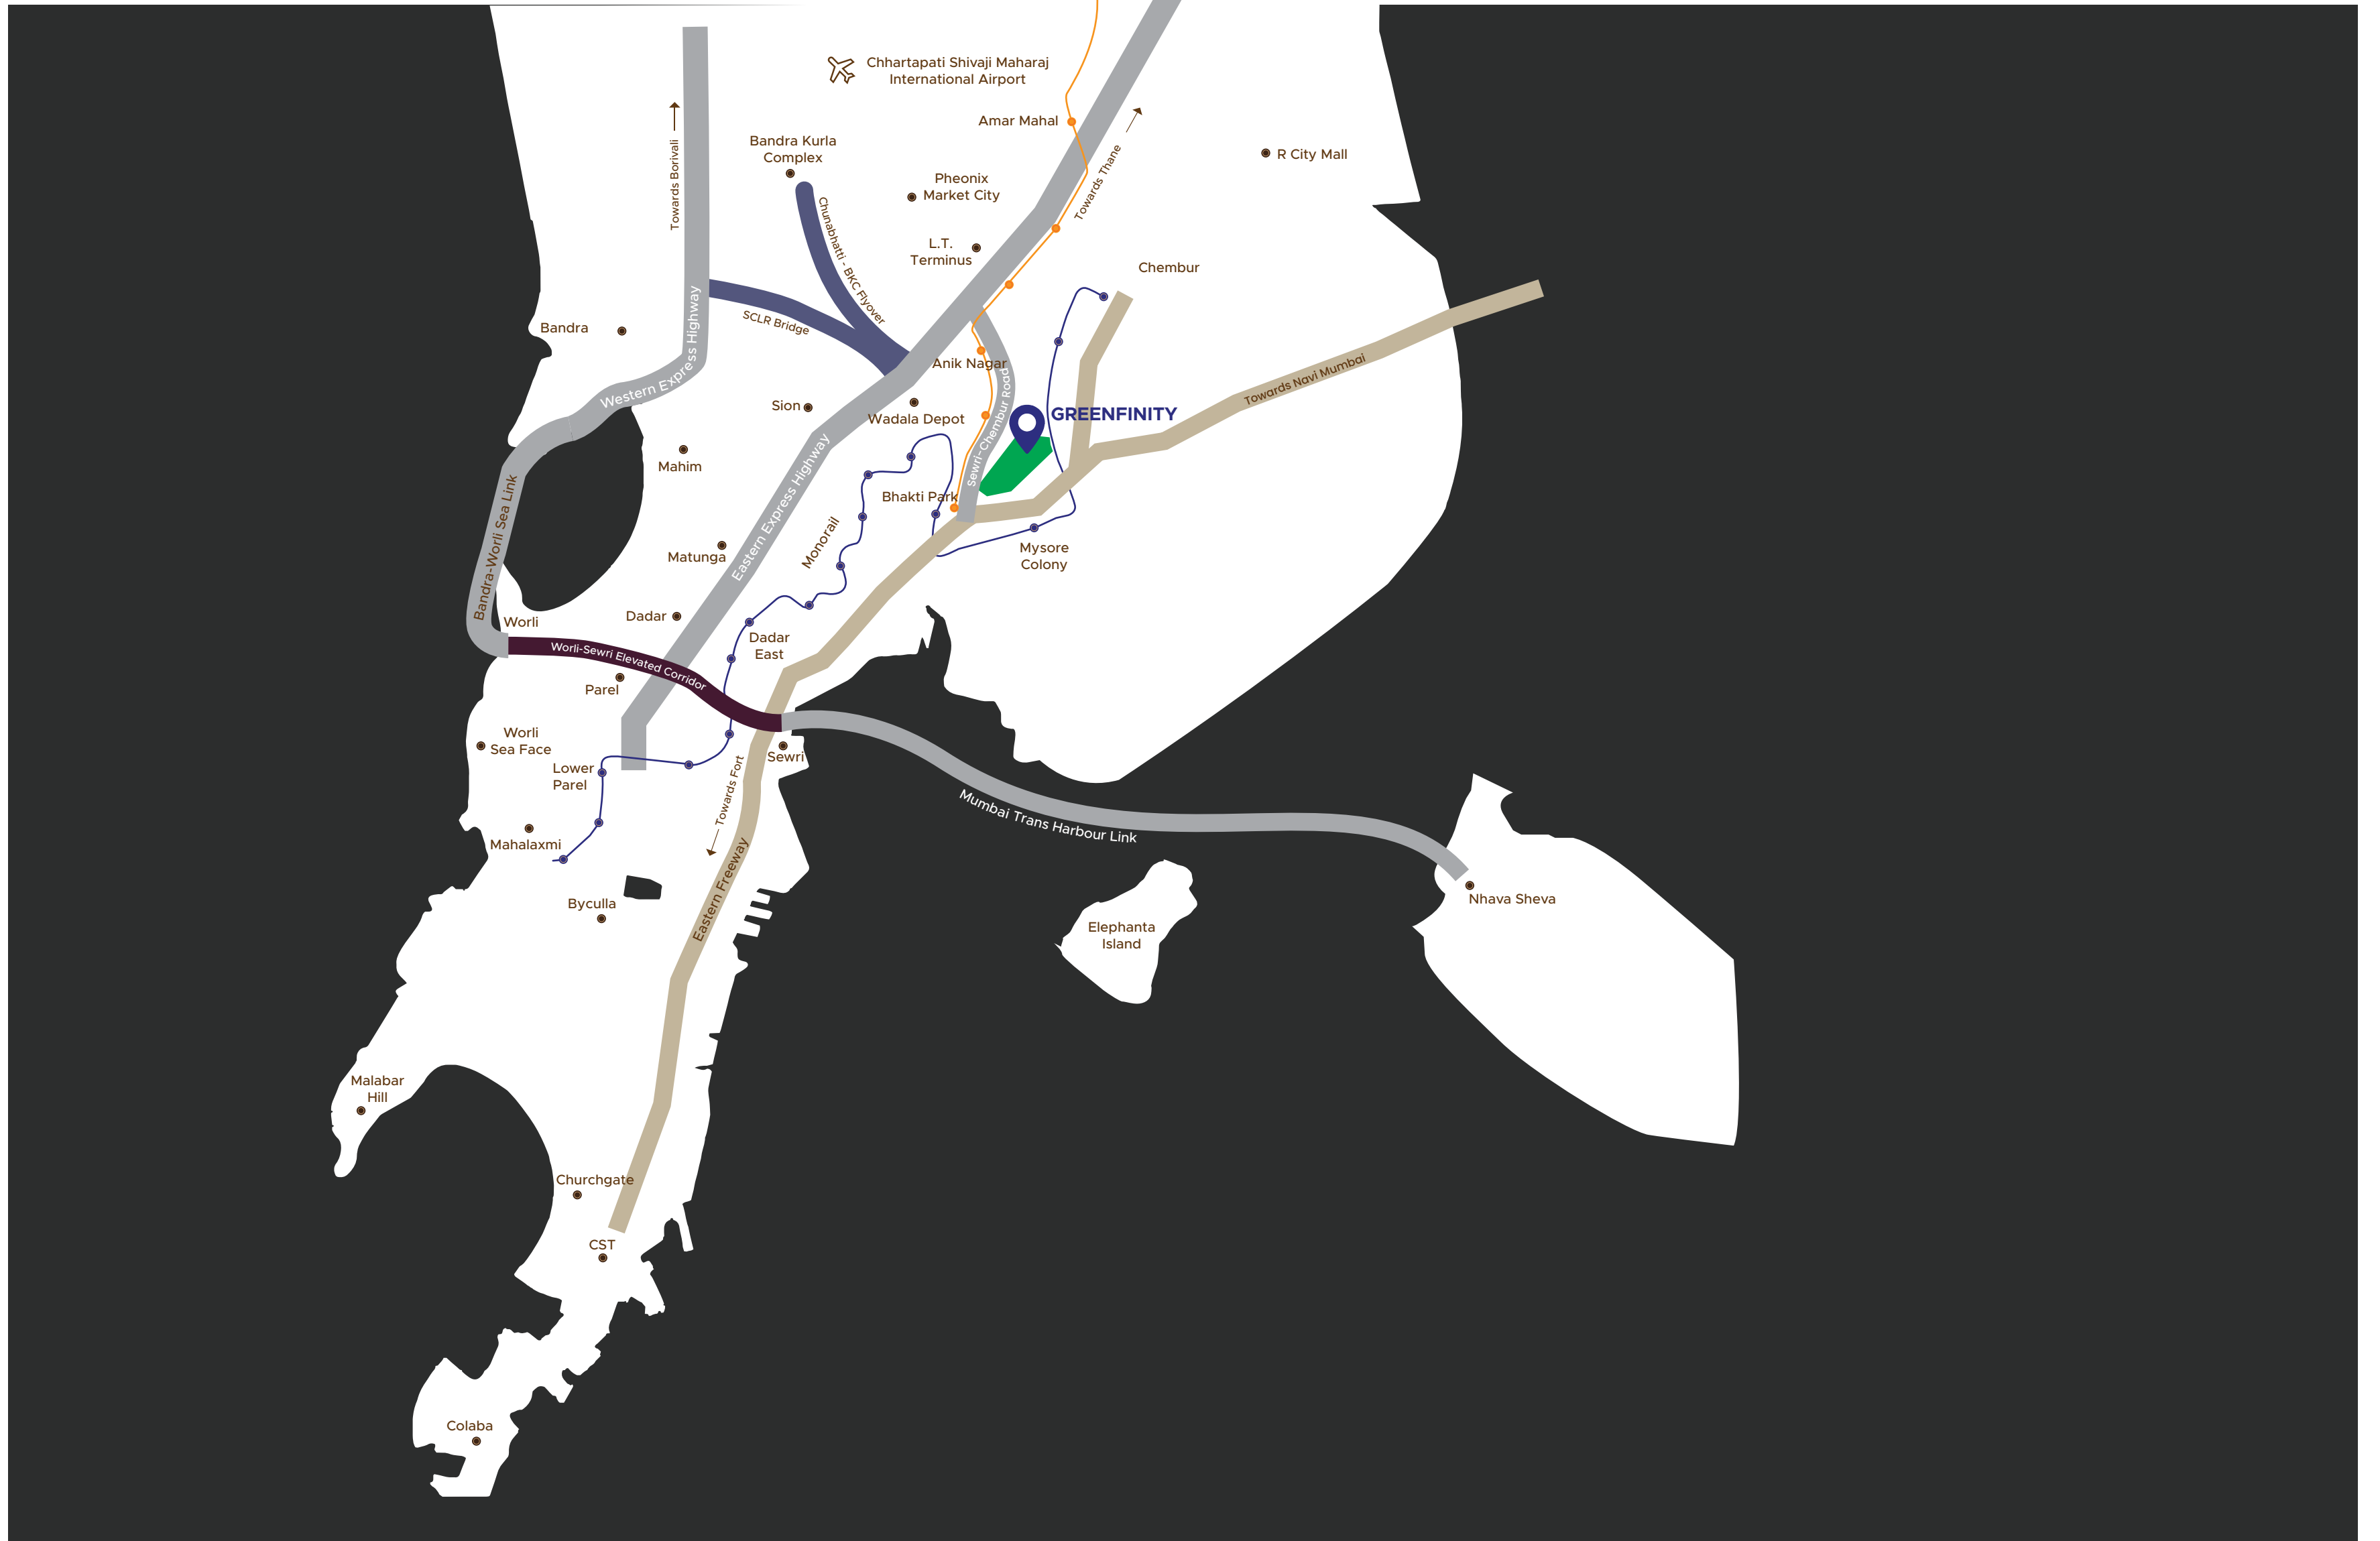 Chhartapati Shivaji Maharaj
International Airport
Amar Mahal
Towards Borivali
Bandra Kurla
Complex
R City Mall
Pheonix
Market City
Towards Thane
Chunabhatti - BKC Flyover
L.T.
Terminus
Chembur
SCLR Bridge
Bandra
Western Express Highway
Anik Nagar
Towards Navi Mumbai
Sion
Wadala Depot
GREENFINITY
sewri-Chembur Road
Mahim
Bandra-Worli Sea Link
Eastern Express Highway
Bhakti Park
Monorail
Matunga
Mysore
Colony
Worli
Dadar
Dadar
East
Worli-Sewri Elevated Corridor
Parel
Worli
Sea Face
Sewri
Lower
Parel
Towards Fort
Mumbai Trans Harbour Link
Mahalaxmi
Eastern Freeway
Byculla
Nhava Sheva
Elephanta
Island
Malabar
Hill
Churchgate
CST
Colaba